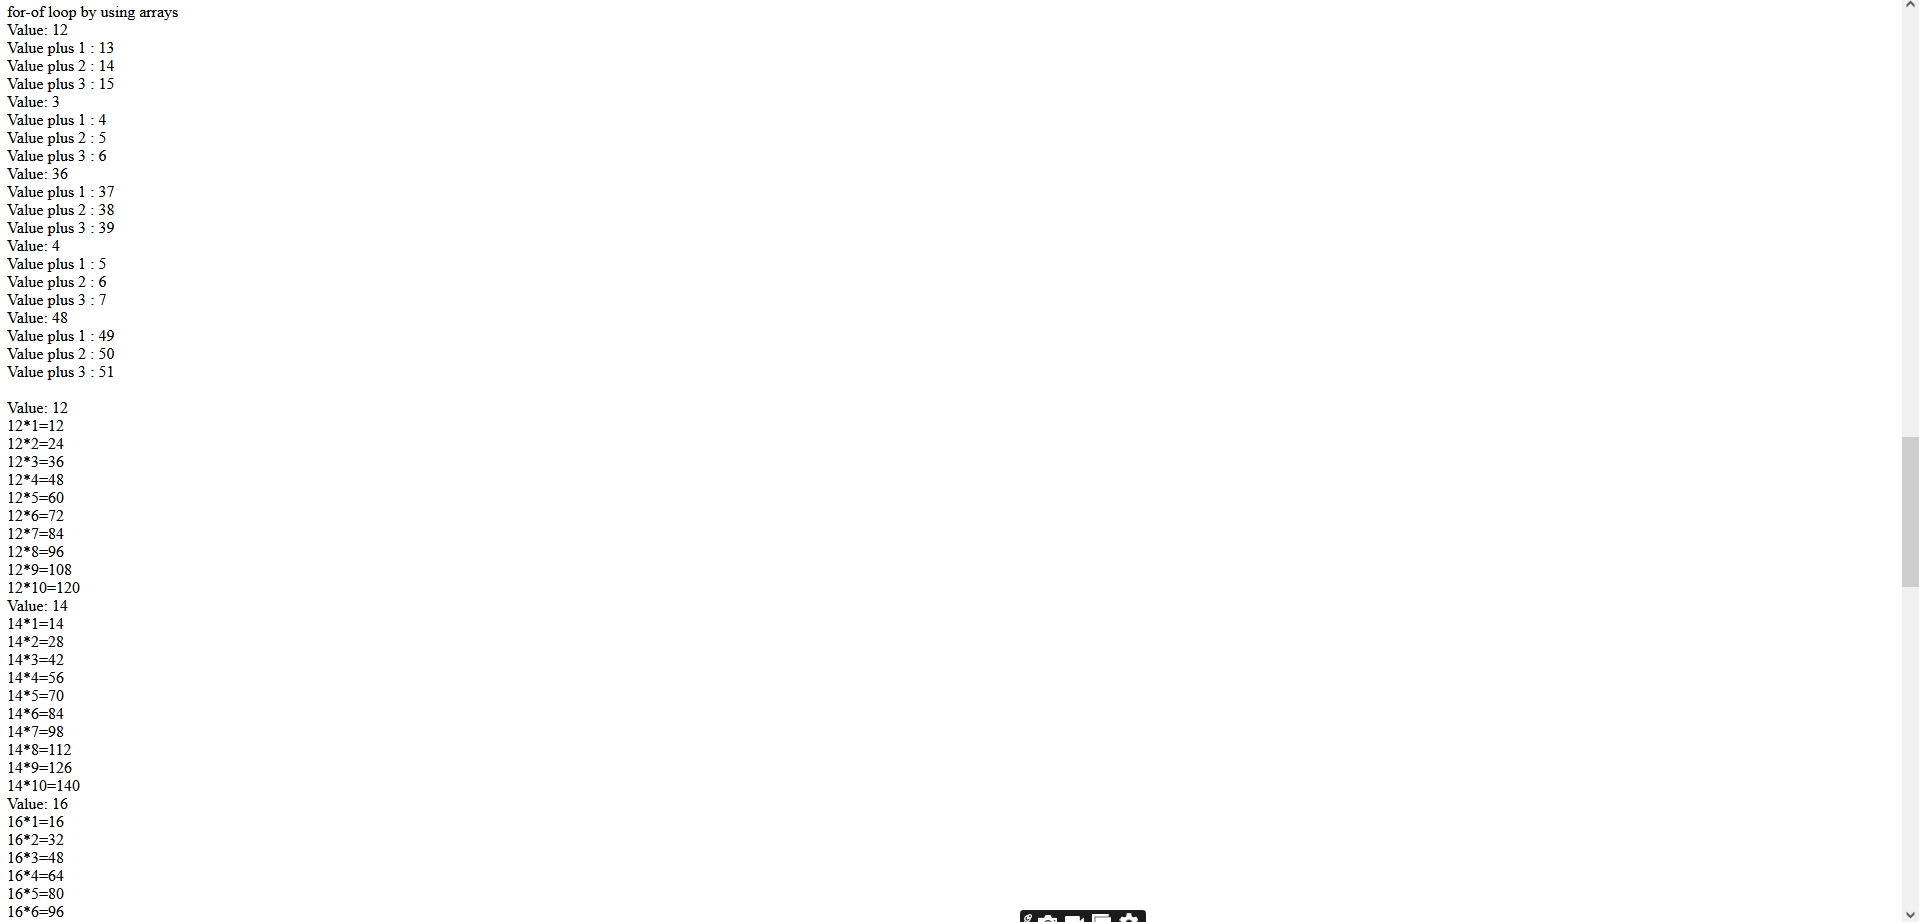 for-of loop by using arrays
Value: 12
Value plus 1 : 13
Value plus 2 : 14
Value plus 3 : 15
Value: 3
Value plus 1 : 4
Value plus 2 : 5
Value plus 3 : 6
Value: 36
Value plus 1 : 37
Value plus 2 : 38
Value plus 3 : 39
Value: 4
Value plus 1 : 5
Value plus 2 : 6
Value plus 3 : 7
Value: 48
Value plus 1 : 49
Value plus 2 : 50
Value plus 3 : 51
Value: 12
12*1=12
12*2=24
12*3=36
12*4=48
12*5=60
12*6=72
12*7=84
12*8=96
12*9=108
12*10=120
Value: 14
14*1=14
14*2=28
14*3=42
14*4=56
14*5=70
14*6=84
14*7=98
14*8=112
14*9=126
14*10=140
Value: 16
16*1=16
16*2=32
16*3=48
16*4=64
16*5=80
16*6=96